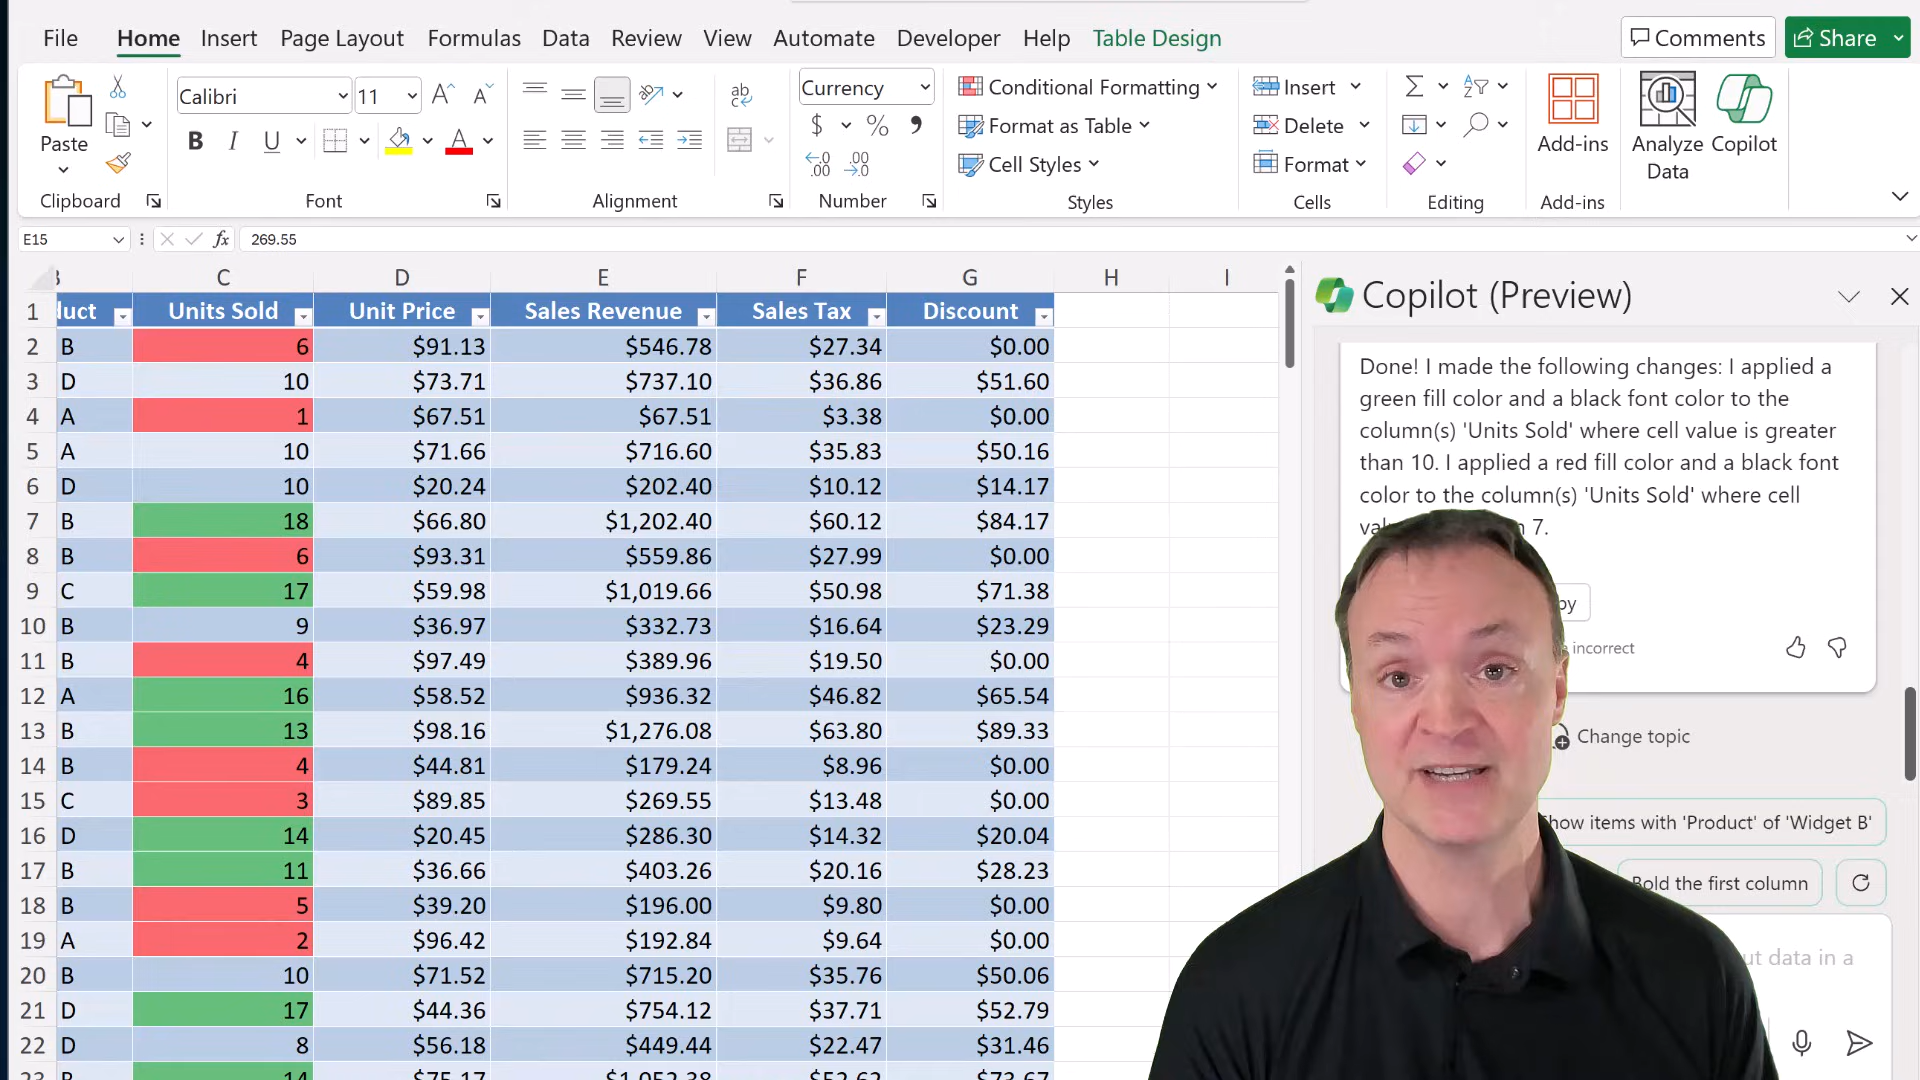 File Home Insert Page Layout Formulas Data Review View Automate Developer Help Table Design Comments Share
Calibri 11 Currency Conditional Formatting Insert
Format as Table Delete
Paste Cell Styles Format Add-ins Analyze Data Copilot
Clipboard Font Alignment Number Styles Cells Editing Add-ins
E15 fx 269.55
C D E F G H I
1 duct Units Sold Unit Price Sales Revenue Sales Tax Discount
2 B 6 $91.13 $546.78 $27.34 $0.00
3 D 10 $73.71 $737.10 $36.86 $51.60
4 A 1 $67.51 $67.51 $3.38 $0.00
5 A 10 $71.66 $716.60 $35.83 $50.16
6 D 10 $20.24 $202.40 $10.12 $14.17
7 B 18 $66.80 $1,202.40 $60.12 $84.17
8 B 6 $93.31 $559.86 $27.99 $0.00
9 C 17 $59.98 $1,019.66 $50.98 $71.38
10 B 9 $36.97 $332.73 $16.64 $23.29
11 B 4 $97.49 $389.96 $19.50 $0.00
12 A 16 $58.52 $936.32 $46.82 $65.54
13 B 13 $98.16 $1,276.08 $63.80 $89.33
14 B 4 $44.81 $179.24 $8.96 $0.00
15 C 3 $89.85 $269.55 $13.48 $0.00
16 D 14 $20.45 $286.30 $14.32 $20.04
17 B 11 $36.66 $403.26 $20.16 $28.23
18 B 5 $39.20 $196.00 $9.80 $0.00
19 A 2 $96.42 $192.84 $9.64 $0.00
20 B 10 $71.52 $715.20 $35.76 $50.06
21 D 17 $44.36 $754.12 $37.71 $52.79
22 D 8 $56.18 $449.44 $22.47 $31.46
Copilot (Preview)
Done! I made the following changes: I applied a
green fill color and a black font color to the
column(s) 'Units Sold' where cell value is greater
than 10. I applied a red fill color and a black font
color to the column(s) 'Units Sold' where cell
7.
incorrect
Change topic
Show items with 'Product' of 'Widget B'
Bold the first column
data in a